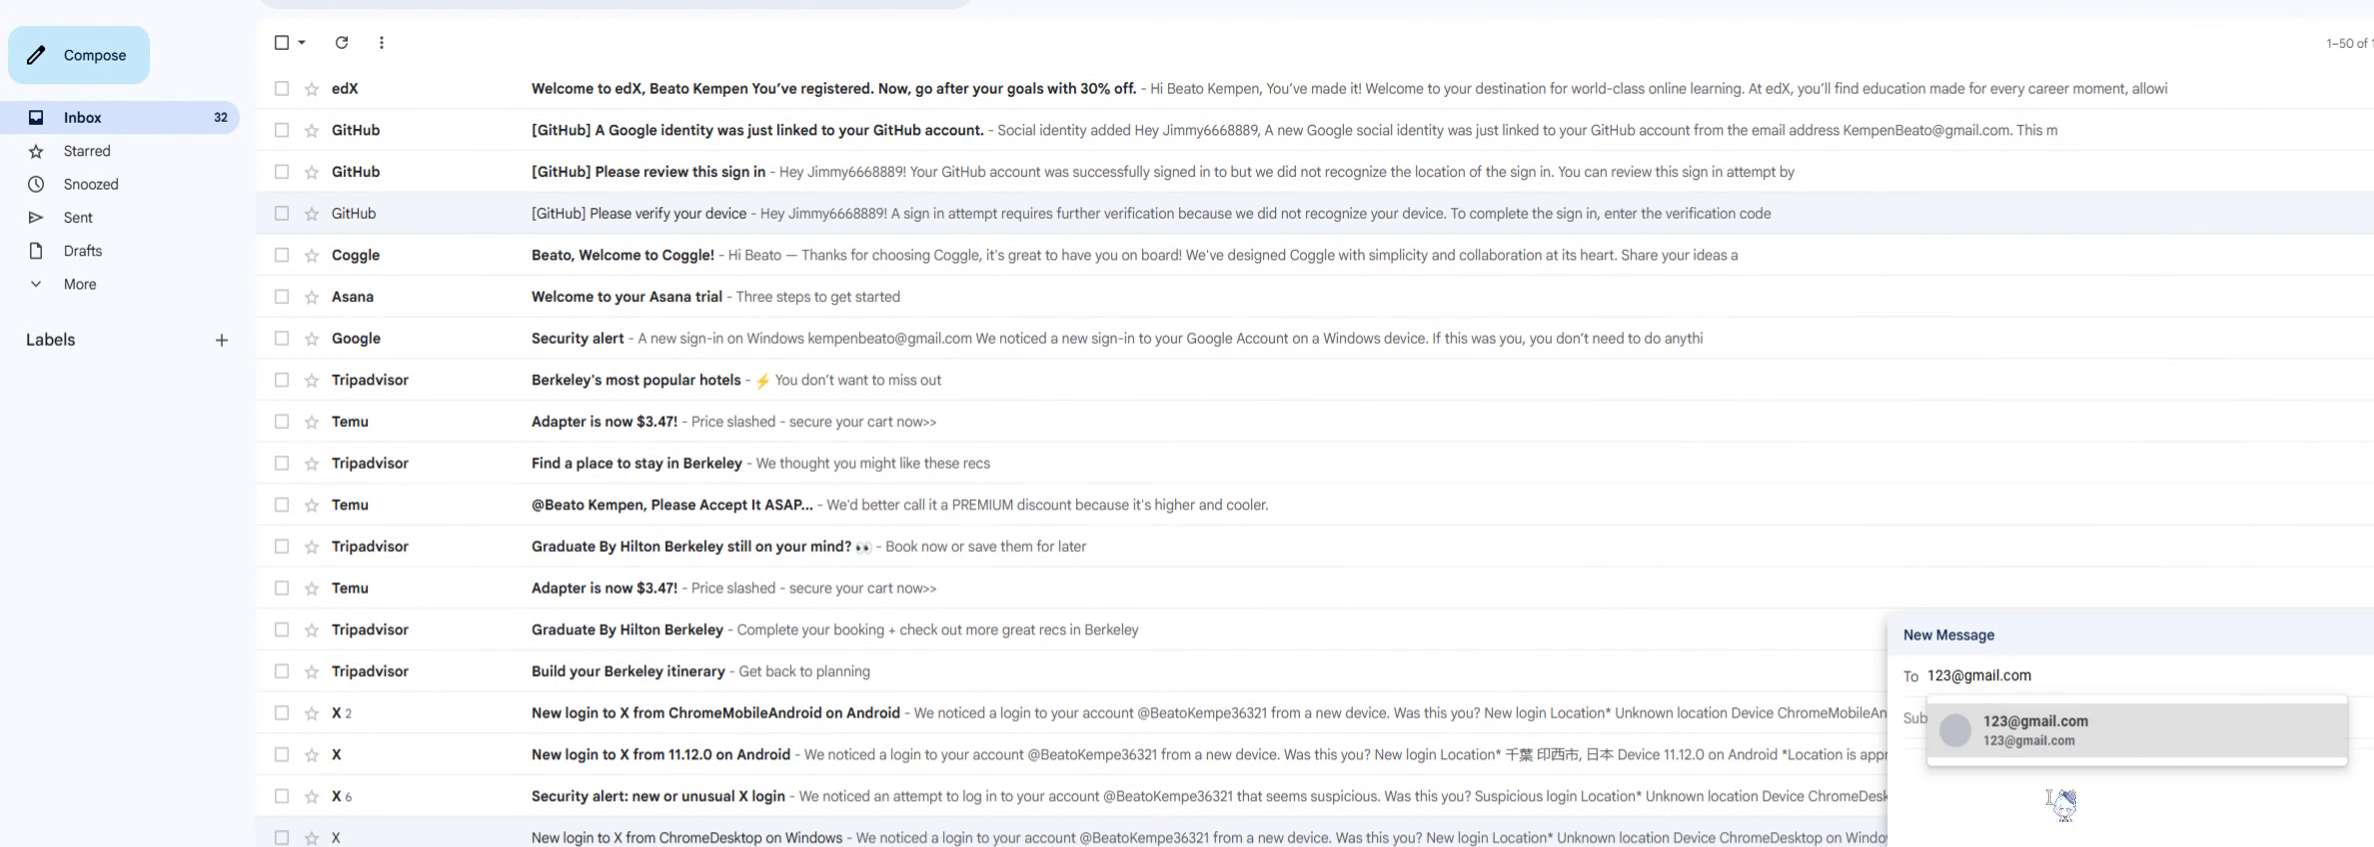 1–50 of 1
Compose
Inbox 32
Starred
Snoozed
Sent
Drafts
More
Labels
edX Welcome to edX, Beato Kempen You’ve registered. Now, go after your goals with 30% off. - Hi Beato Kempen, You’ve made it! Welcome to your destination for world-class online learning. At edX, you’ll find education made for every career moment, allowi
GitHub [GitHub] A Google identity was just linked to your GitHub account. - Social identity added Hey Jimmy6668889, A new Google social identity was just linked to your GitHub account from the email address KempenBeato@gmail.com. This m
GitHub [GitHub] Please review this sign in - Hey Jimmy6668889! Your GitHub account was successfully signed in to but we did not recognize the location of the sign in. You can review this sign in attempt by
GitHub [GitHub] Please verify your device - Hey Jimmy6668889! A sign in attempt requires further verification because we did not recognize your device. To complete the sign in, enter the verification code
Coggle Beato, Welcome to Coggle! - Hi Beato — Thanks for choosing Coggle, it's great to have you on board! We've designed Coggle with simplicity and collaboration at its heart. Share your ideas a
Asana Welcome to your Asana trial - Three steps to get started
Google Security alert - A new sign-in on Windows kempenbeato@gmail.com We noticed a new sign-in to your Google Account on a Windows device. If this was you, you don’t need to do anythi
Tripadvisor Berkeley's most popular hotels - ⚡ You don’t want to miss out
Temu Adapter is now $3.47! - Price slashed - secure your cart now>>
Tripadvisor Find a place to stay in Berkeley - We thought you might like these recs
Temu @Beato Kempen, Please Accept It ASAP... - We'd better call it a PREMIUM discount because it's higher and cooler.
Tripadvisor Graduate By Hilton Berkeley still on your mind? 👀 - Book now or save them for later
Temu Adapter is now $3.47! - Price slashed - secure your cart now>>
Tripadvisor Graduate By Hilton Berkeley - Complete your booking + check out more great recs in Berkeley
Tripadvisor Build your Berkeley itinerary - Get back to planning
X 2 New login to X from ChromeMobileAndroid on Android - We noticed a login to your account @BeatoKempe36321 from a new device. Was this you? New login Location* Unknown location Device ChromeMobileAn
X New login to X from 11.12.0 on Android - We noticed a login to your account @BeatoKempe36321 from a new device. Was this you? New login Location* 千葉 印西市, 日本 Device 11.12.0 on Android *Location is appr
X 6 Security alert: new or unusual X login - We noticed an attempt to log in to your account @BeatoKempe36321 that seems suspicious. Was this you? Suspicious login Location* Unknown location Device ChromeDesk
X New login to X from ChromeDesktop on Windows - We noticed a login to your account @BeatoKempe36321 from a new device. Was this you? New login Location* Unknown location Device ChromeDesktop on Windo
New Message
To 123@gmail.com
Sub
123@gmail.com
123@gmail.com